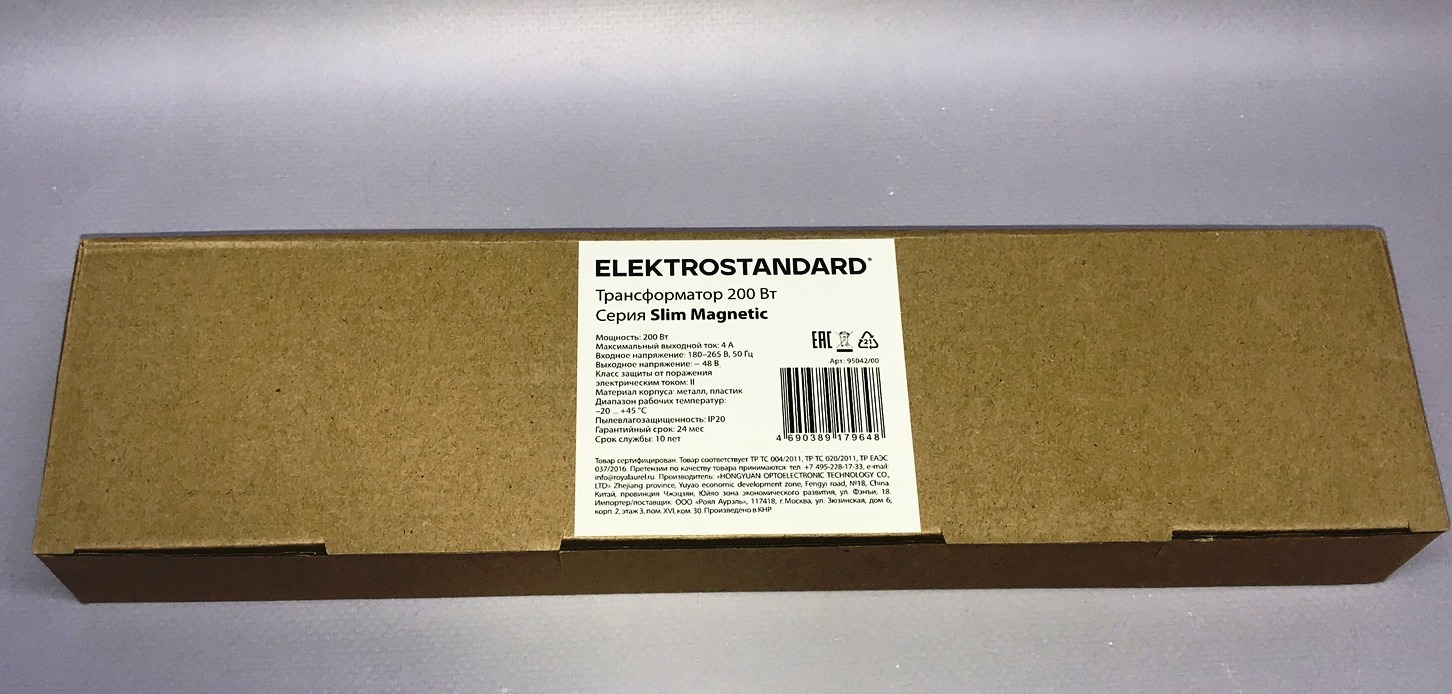 ELEKTROSTANDARD®
Трансформатор 200 Вт
Серия Slim Magnetic
Мощность: 200 Вт
Максимальный выходной ток: 4 А
Входное напряжение: 180–265 В, 50 Гц
Выходное напряжение: ⎓ 48 В
Класс защиты от поражения
электрическим током: II
Материал корпуса: металл, пластик
Диапазон рабочих температур:
–20 ... +45 °C
Пылевлагозащищенность: IP20
Гарантийный срок: 24 мес
Срок службы: 10 лет
EAC
21
Арт.: 95042/00
4 690389 179648
Товар сертифицирован. Товар соответствует ТР ТС 004/2011, ТР ТС 020/2011, ТР ЕАЭС
037/2016. Претензии по качеству товара принимаются тел. +7 495-228-17-33, e-mail:
info@royalaurel.ru. Производитель: «HONGYUAN OPTOELECTRONIC TECHNOLOGY CO.,
LTD» Zhejiang province, Yuyao economic development zone, Fengyi road, №18, China.
Китай, провинция Чжэцзян, Юйяо зона экономического развития, ул. Фэнъи, 18.
Импортер/поставщик: ООО «Роял Аурэль», 117418, г.Москва, ул. Зюзинская, дом 6,
корп. 2, этаж 3, пом. XVI, ком. 30. Произведено в КНР